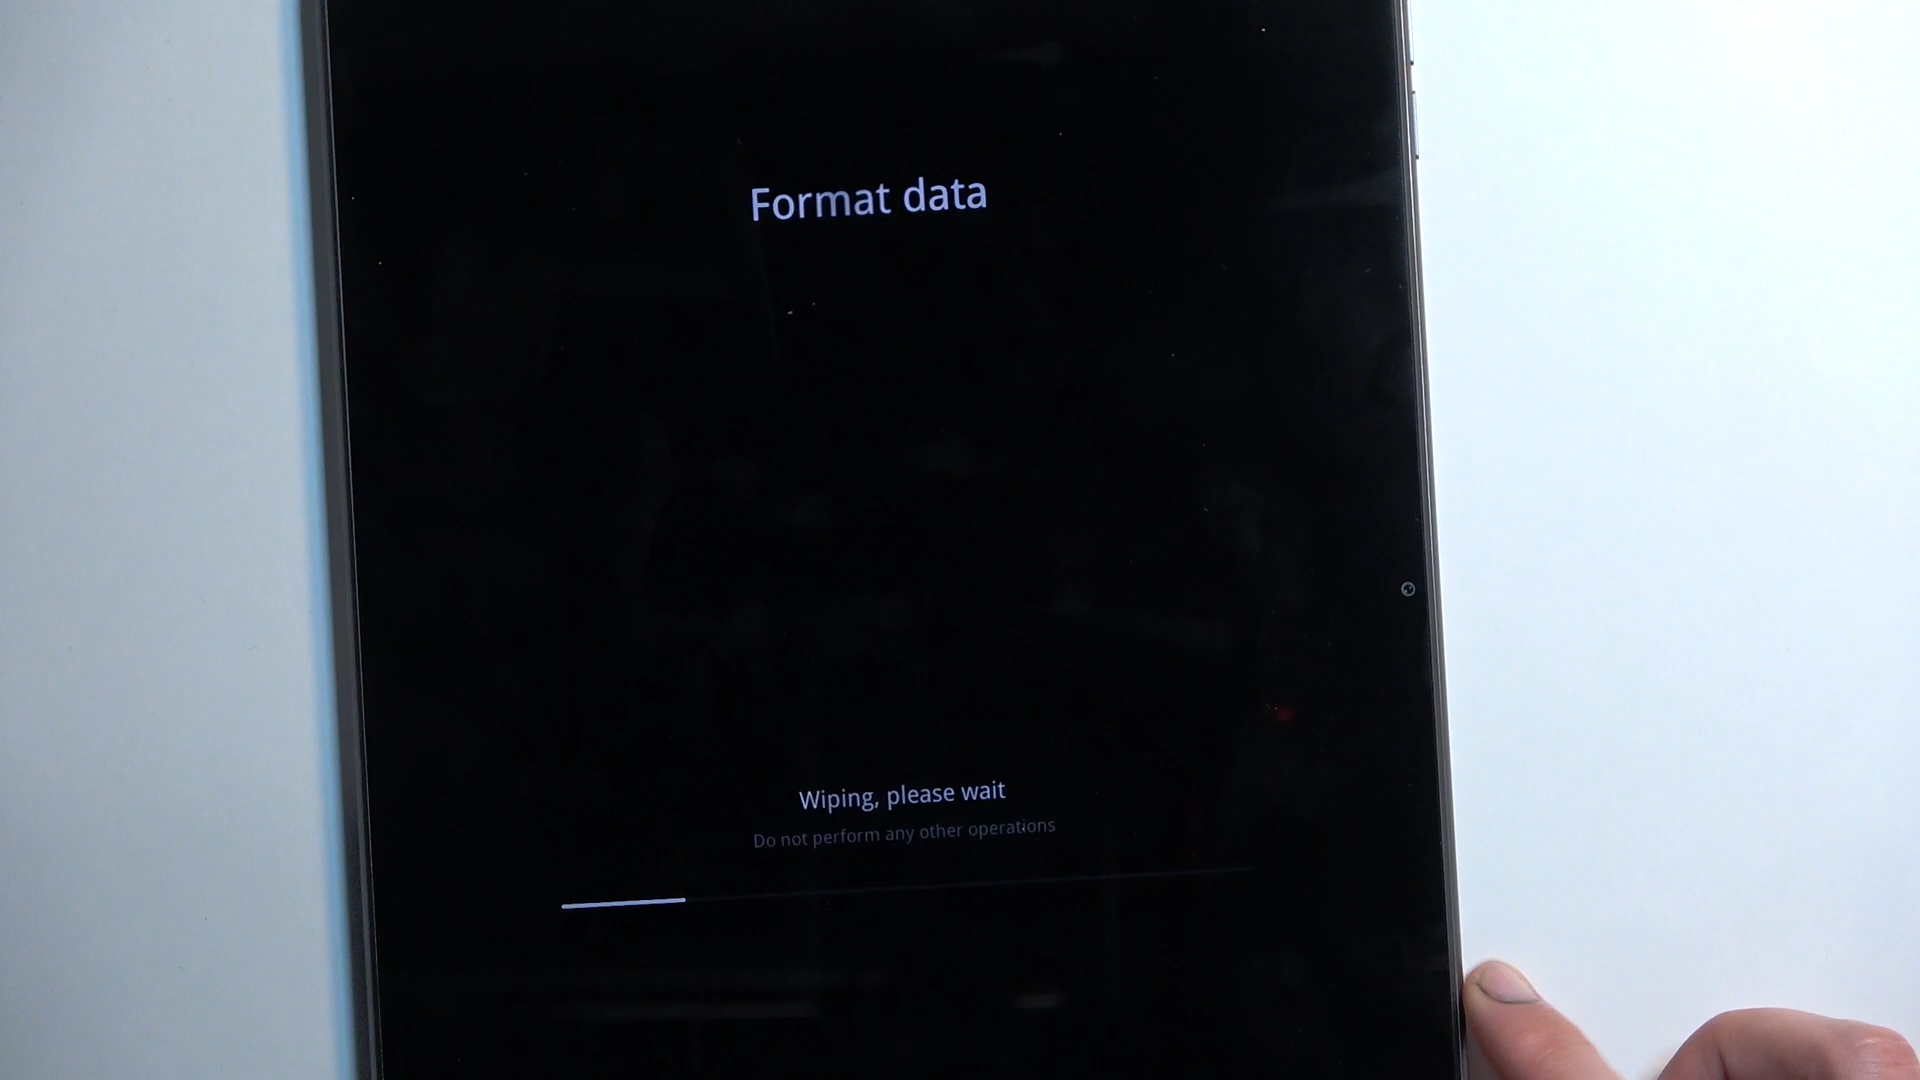 Format data
Wiping, please wait
Do not perform any other operations